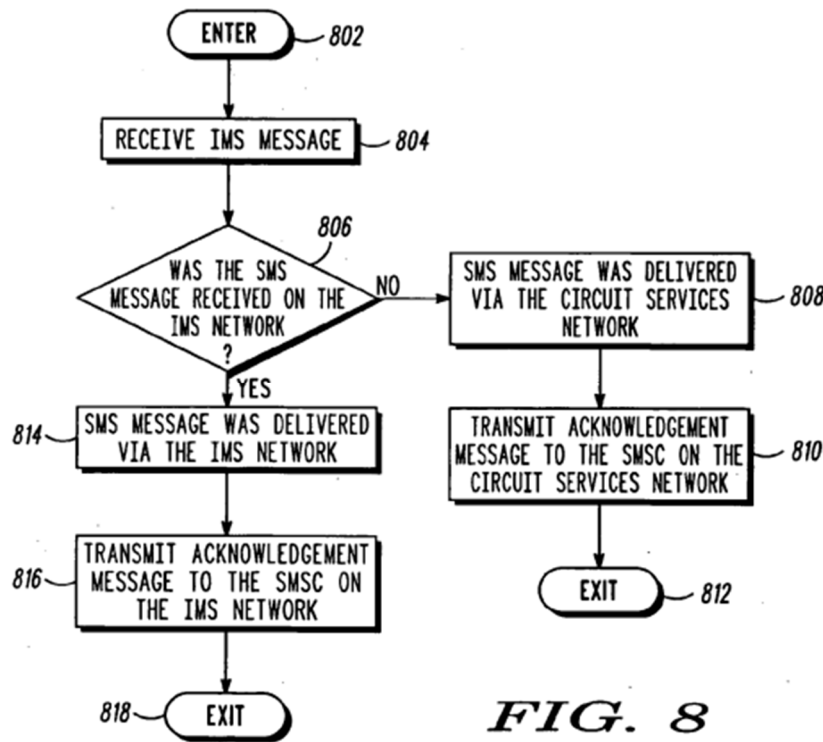 ENTER
802
RECEIVE IMS MESSAGE
804
806
WAS THE SMS
MESSAGE RECEIVED ON THE
IMS NETWORK
?
NO
YES
SMS MESSAGE WAS DELIVERED
VIA THE CIRCUIT SERVICES
NETWORK
808
814
SMS MESSAGE WAS DELIVERED
VIA THE IMS NETWORK
TRANSMIT ACKNOWLEDGEMENT
MESSAGE TO THE SMSC ON THE
CIRCUIT SERVICES NETWORK
810
816
TRANSMIT ACKNOWLEDGEMENT
MESSAGE TO THE SMSC ON
THE IMS NETWORK
EXIT
812
818
EXIT
FIG. 8